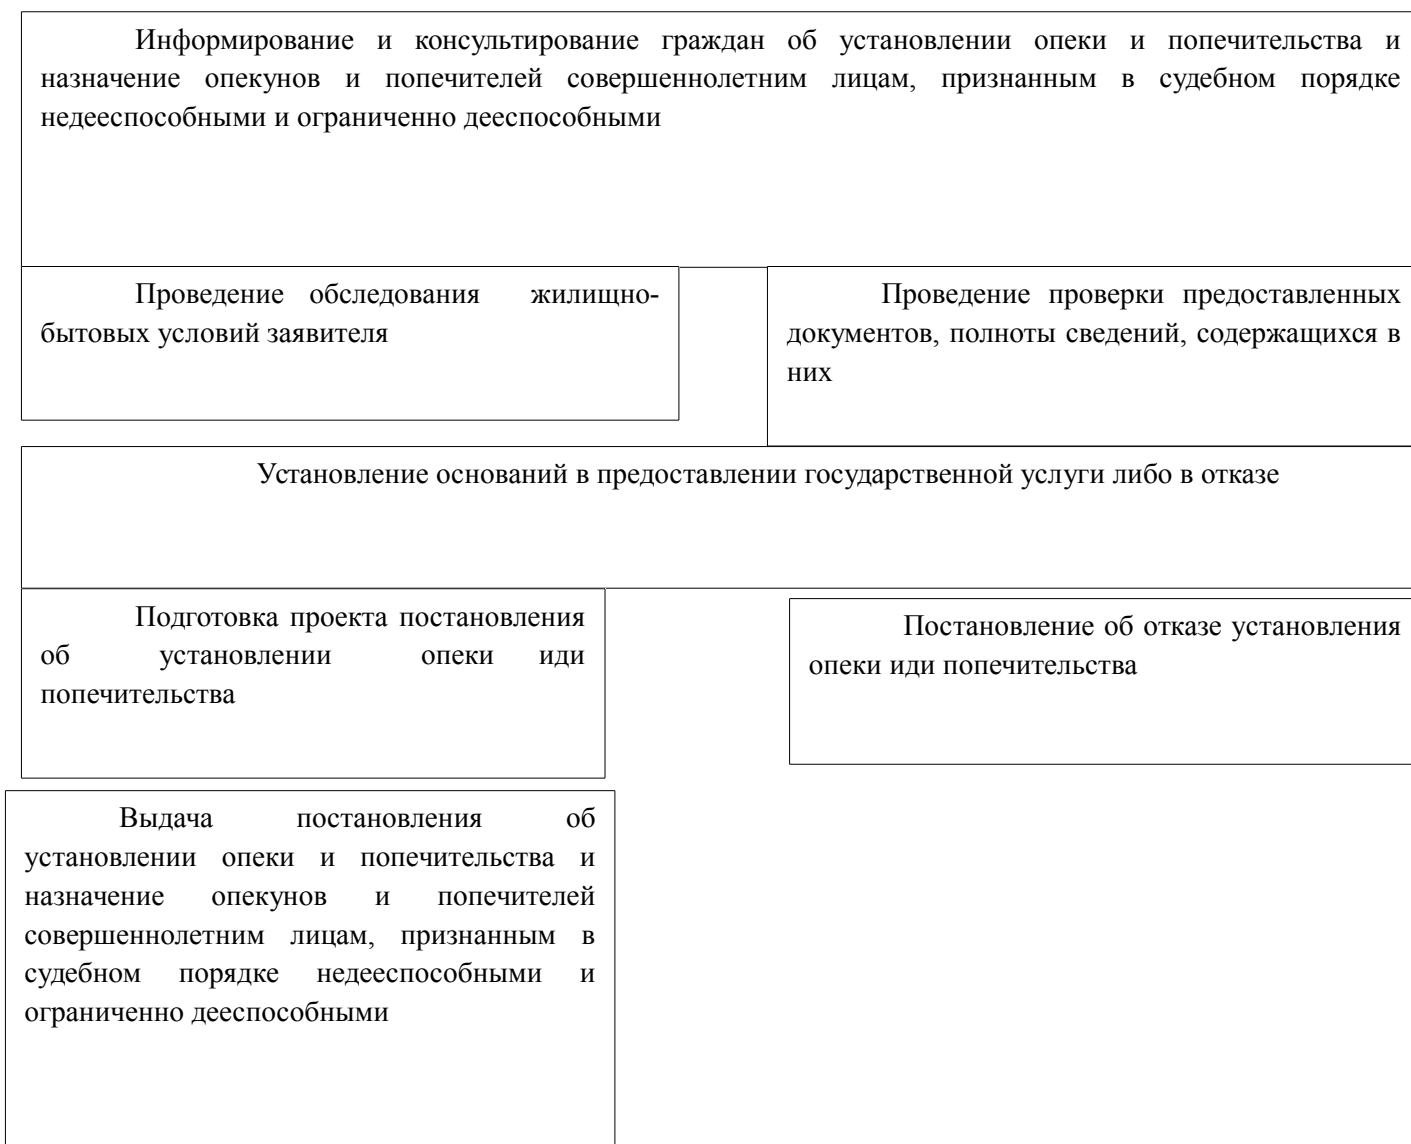 Информирование и консультирование граждан об установлении опеки и попечительства и
назначение опекунов и попечителей совершеннолетним лицам, признанным в судебном порядке
недееспособными и ограниченно дееспособными
Проведение обследования жилищно-
бытовых условий заявителя
Проведение проверки предоставленных
документов, полноты сведений, содержащихся в
них
Установление оснований в предоставлении государственной услуги либо в отказе
Подготовка проекта постановления
об установлении опеки иди
попечительства
Постановление об отказе установления
опеки иди попечительства
Выдача постановления об
установлении опеки и попечительства и
назначение опекунов и попечителей
совершеннолетним лицам, признанным в
судебном порядке недееспособными и
ограниченно дееспособными